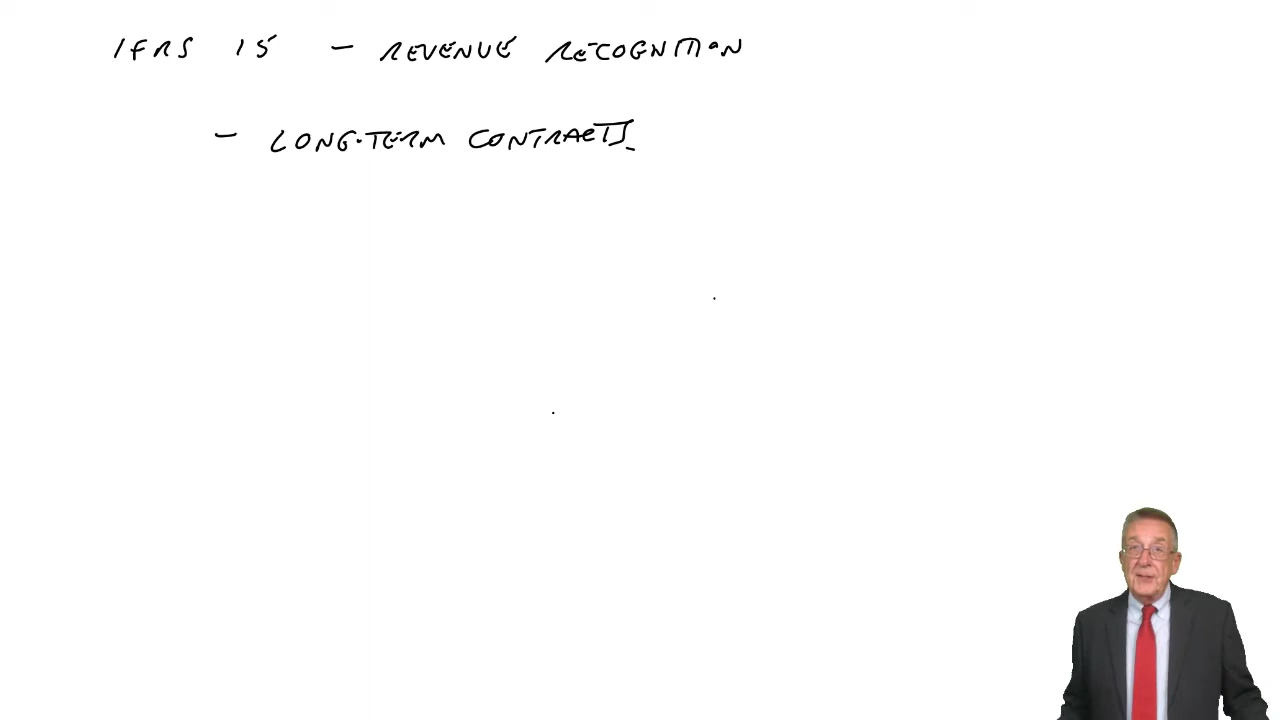 IFRS 15 - REVENUE RECOGNITION
- LONG-TERM CONTRACTS